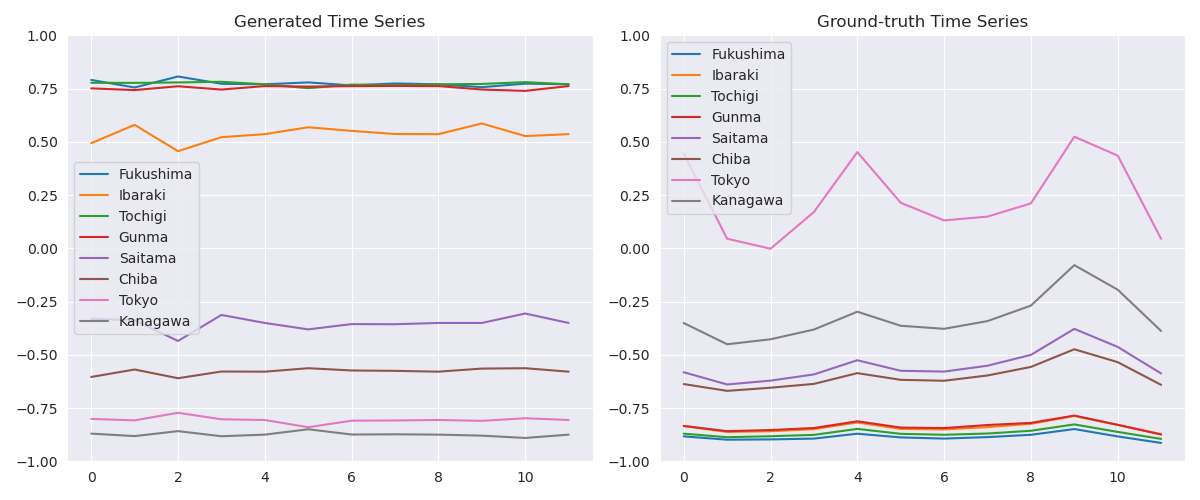 Generated Time Series
1.00
0.75
0.50
0.25
0.00
−0.25
−0.50
−0.75
−1.00
Fukushima
Ibaraki
Tochigi
Gunma
Saitama
Chiba
Tokyo
Kanagawa
0 2 4 6 8 10
Ground-truth Time Series
1.00
0.75
0.50
0.25
0.00
−0.25
−0.50
−0.75
−1.00
Fukushima
Ibaraki
Tochigi
Gunma
Saitama
Chiba
Tokyo
Kanagawa
0 2 4 6 8 10